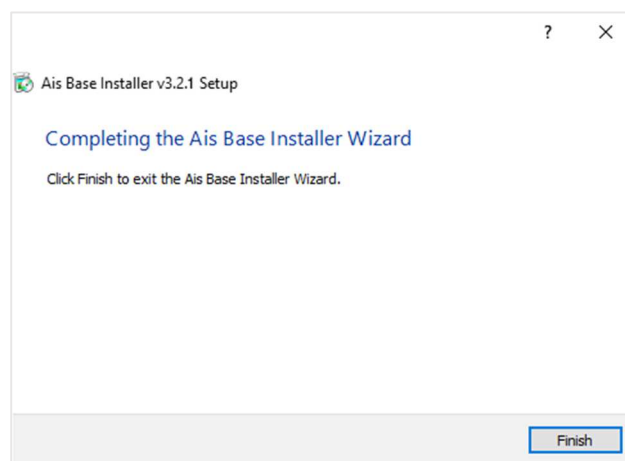 ?
Ais Base Installer v3.2.1 Setup
Completing the Ais Base Installer Wizard
Click Finish to exit the Ais Base Installer Wizard.
Finish